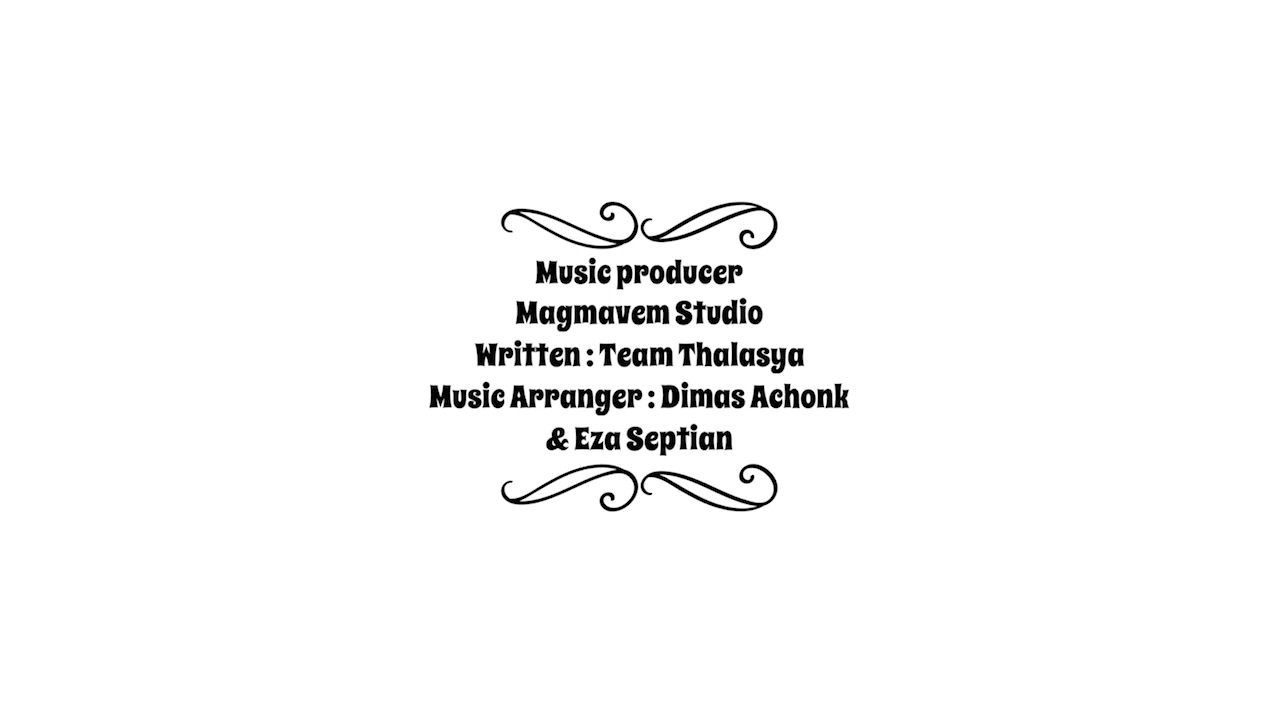 Music producer
Magmavem Studio
Written : Team Thalasya
Music Arranger : Dimas Achonk
& Eza Septian